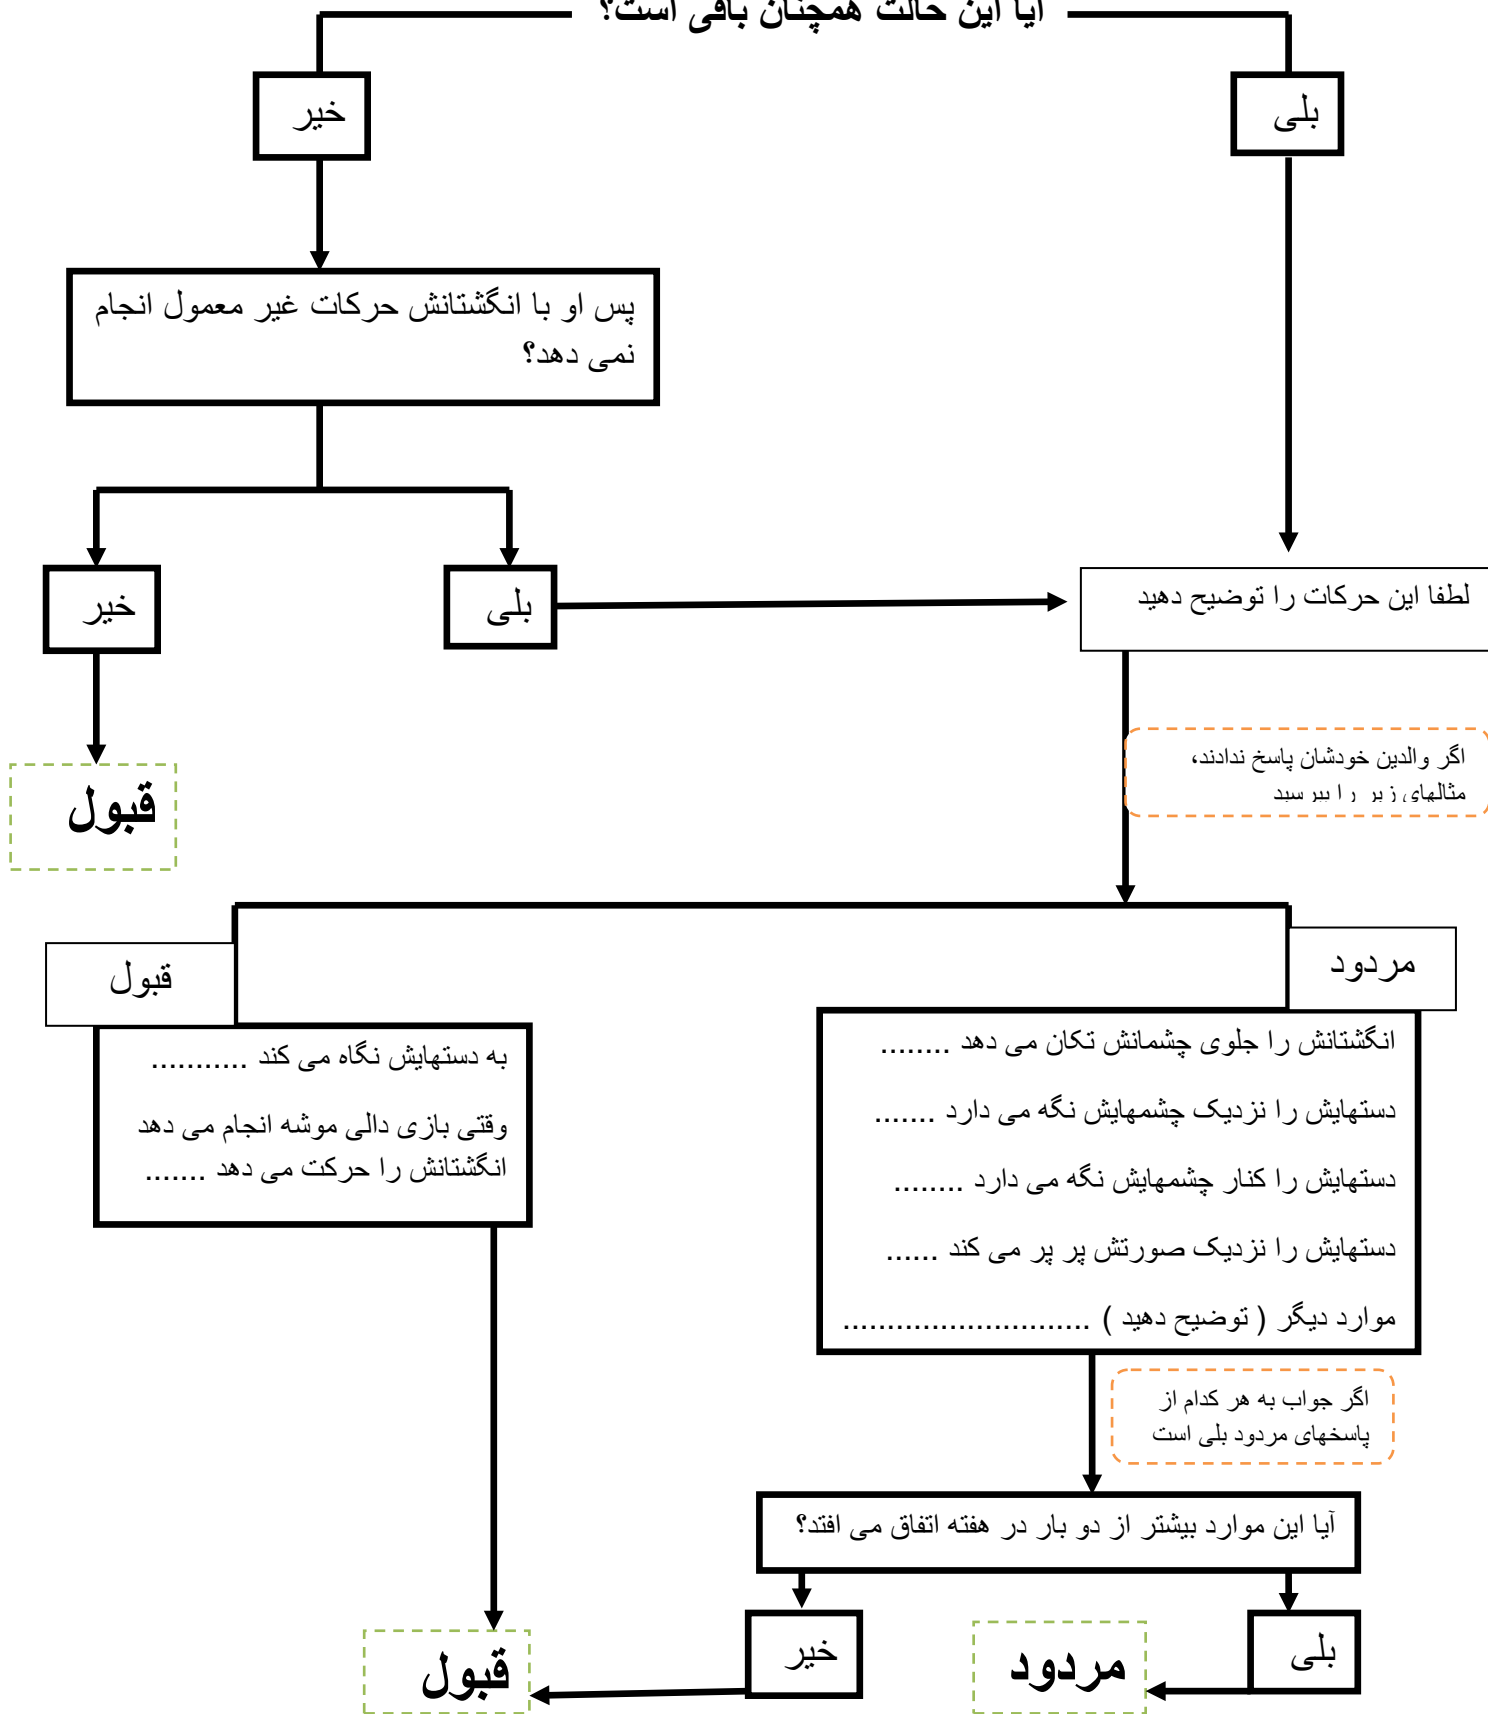 آیا این حالت همچنان باقی است؟
بلی
خیر
پس او با انگشتانش حرکات غیر معمول انجام
نمی دهد؟
خیر
بلی
لطفا این حرکات را توضیح دهید
اگر والدین خودشان پاسخ ندادند،
مثالهای زیر را بپرسید
قبول
مردود
قبول
انگشتانش را جلوی چشمانش تکان می دهد ........
دستهایش را نزدیک چشمهایش نگه می دارد .......
دستهایش را کنار چشمهایش نگه می دارد ........
دستهایش را نزدیک صورتش پر پر می کند ......
موارد دیگر ( توضیح دهید ) ............................
به دستهایش نگاه می کند ...........
وقتی بازی دالی موشه انجام می دهد
انگشتانش را حرکت می دهد .......
اگر جواب به هر کدام از
پاسخهای مردود بلی است
آیا این موارد بیشتر از دو بار در هفته اتفاق می افتد؟
بلی
خیر
مردود
قبول